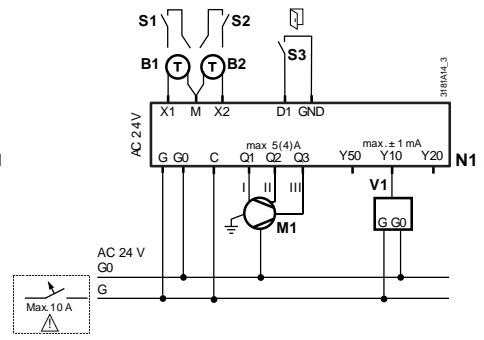 S1 S2
B1 T T B2 S3
3181A14_3
X1 M X2 D1 GND
AC 24V
max 5(4)A max. ± 1 mA
G G0 C Q1 Q2 Q3 Y50 Y10 Y20 N1
I II III V1
M1 G G0
AC 24 V
G0
G
Max. 10 A